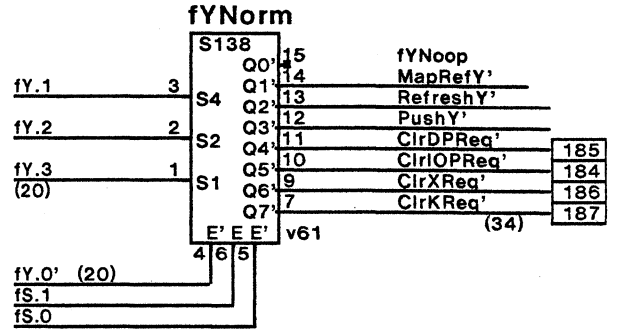 fYNorm
S138
Q0' 15 fYNoop
Q1' 14 MapRefY'
fY.1 3 S4 Q2' 13 RefreshY'
Q3' 12 PushY'
fY.2 2 S2 Q4' 11 ClrDPReq' 185
Q5' 10 ClrIOPReq' 184
fY.3 1 S1 Q6' 9 ClrXReq' 186
(20) Q7' 7 ClrKReq' 187
(34)
E' E E' v61
4 6 5
fY.0' (20)
fS.1
fS.0